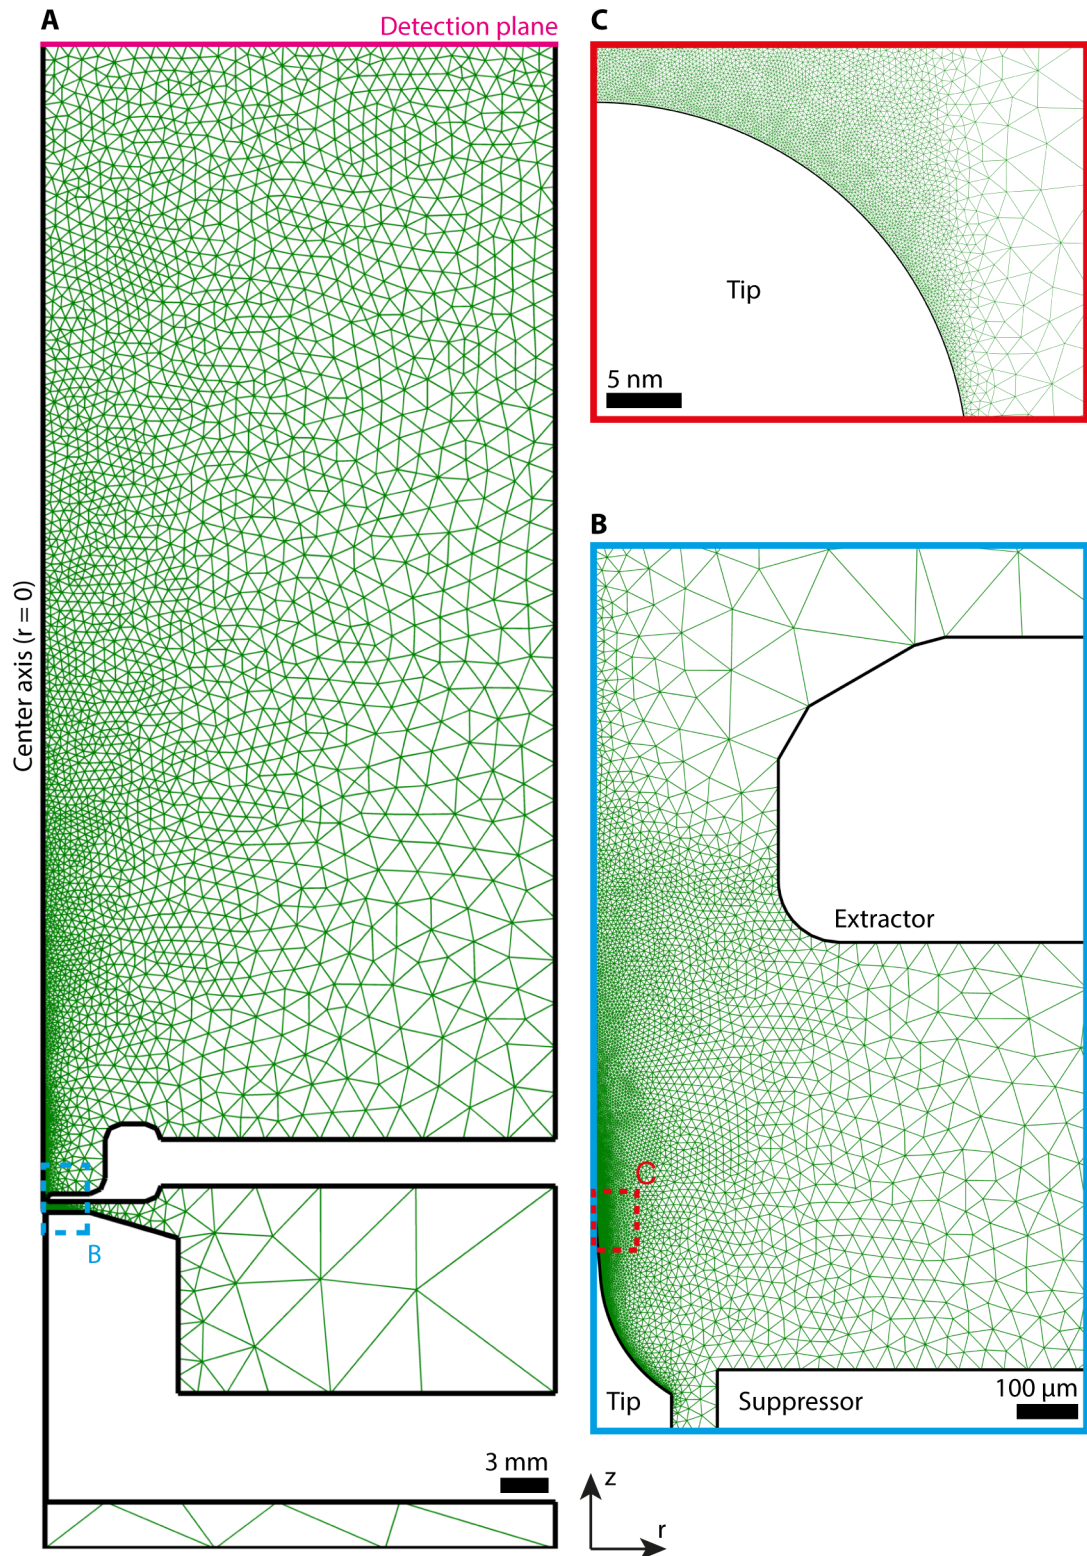 A
Detection plane
Center axis (r = 0)
B
3 mm
C
Tip
5 nm
B
Extractor
C
Tip
Suppressor
100 µm
z
r